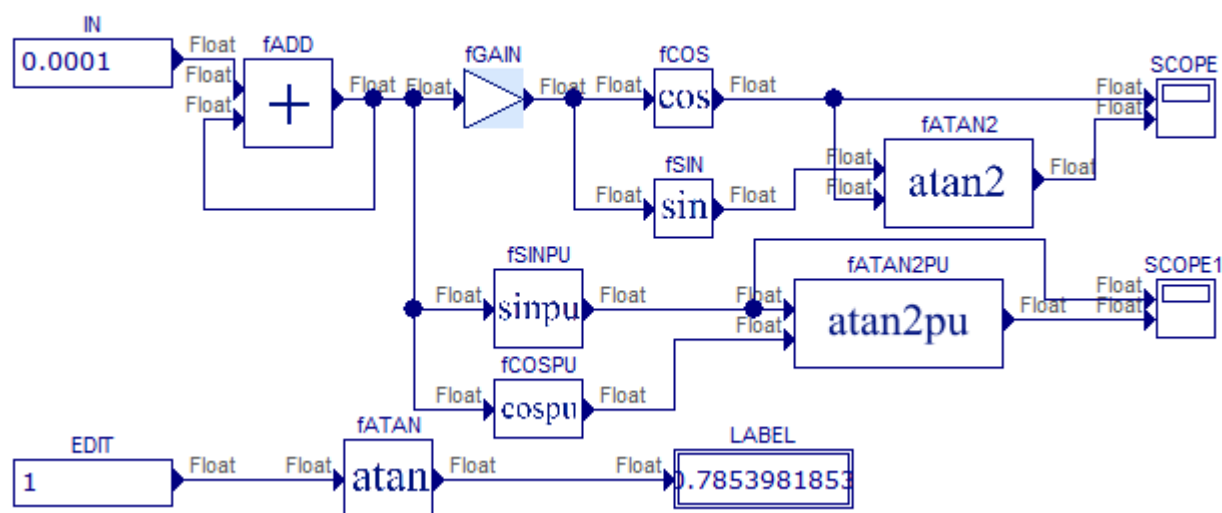 IN
0.0001
Float
fADD
Float
Float
+
Float
Float
fGAIN
Float
Float
fCOS
cos
Float
SCOPE
Float
Float
fATAN2
Float
Float
atan2
Float
fSIN
Float
sin
Float
fSINPU
Float
sinpu
Float
fATAN2PU
Float
atan2pu
Float
SCOPE1
Float
Float
fCOSPU
Float
cospu
Float
EDIT
1
Float
fATAN
Float
atan
Float
LABEL
Float
0.7853981853